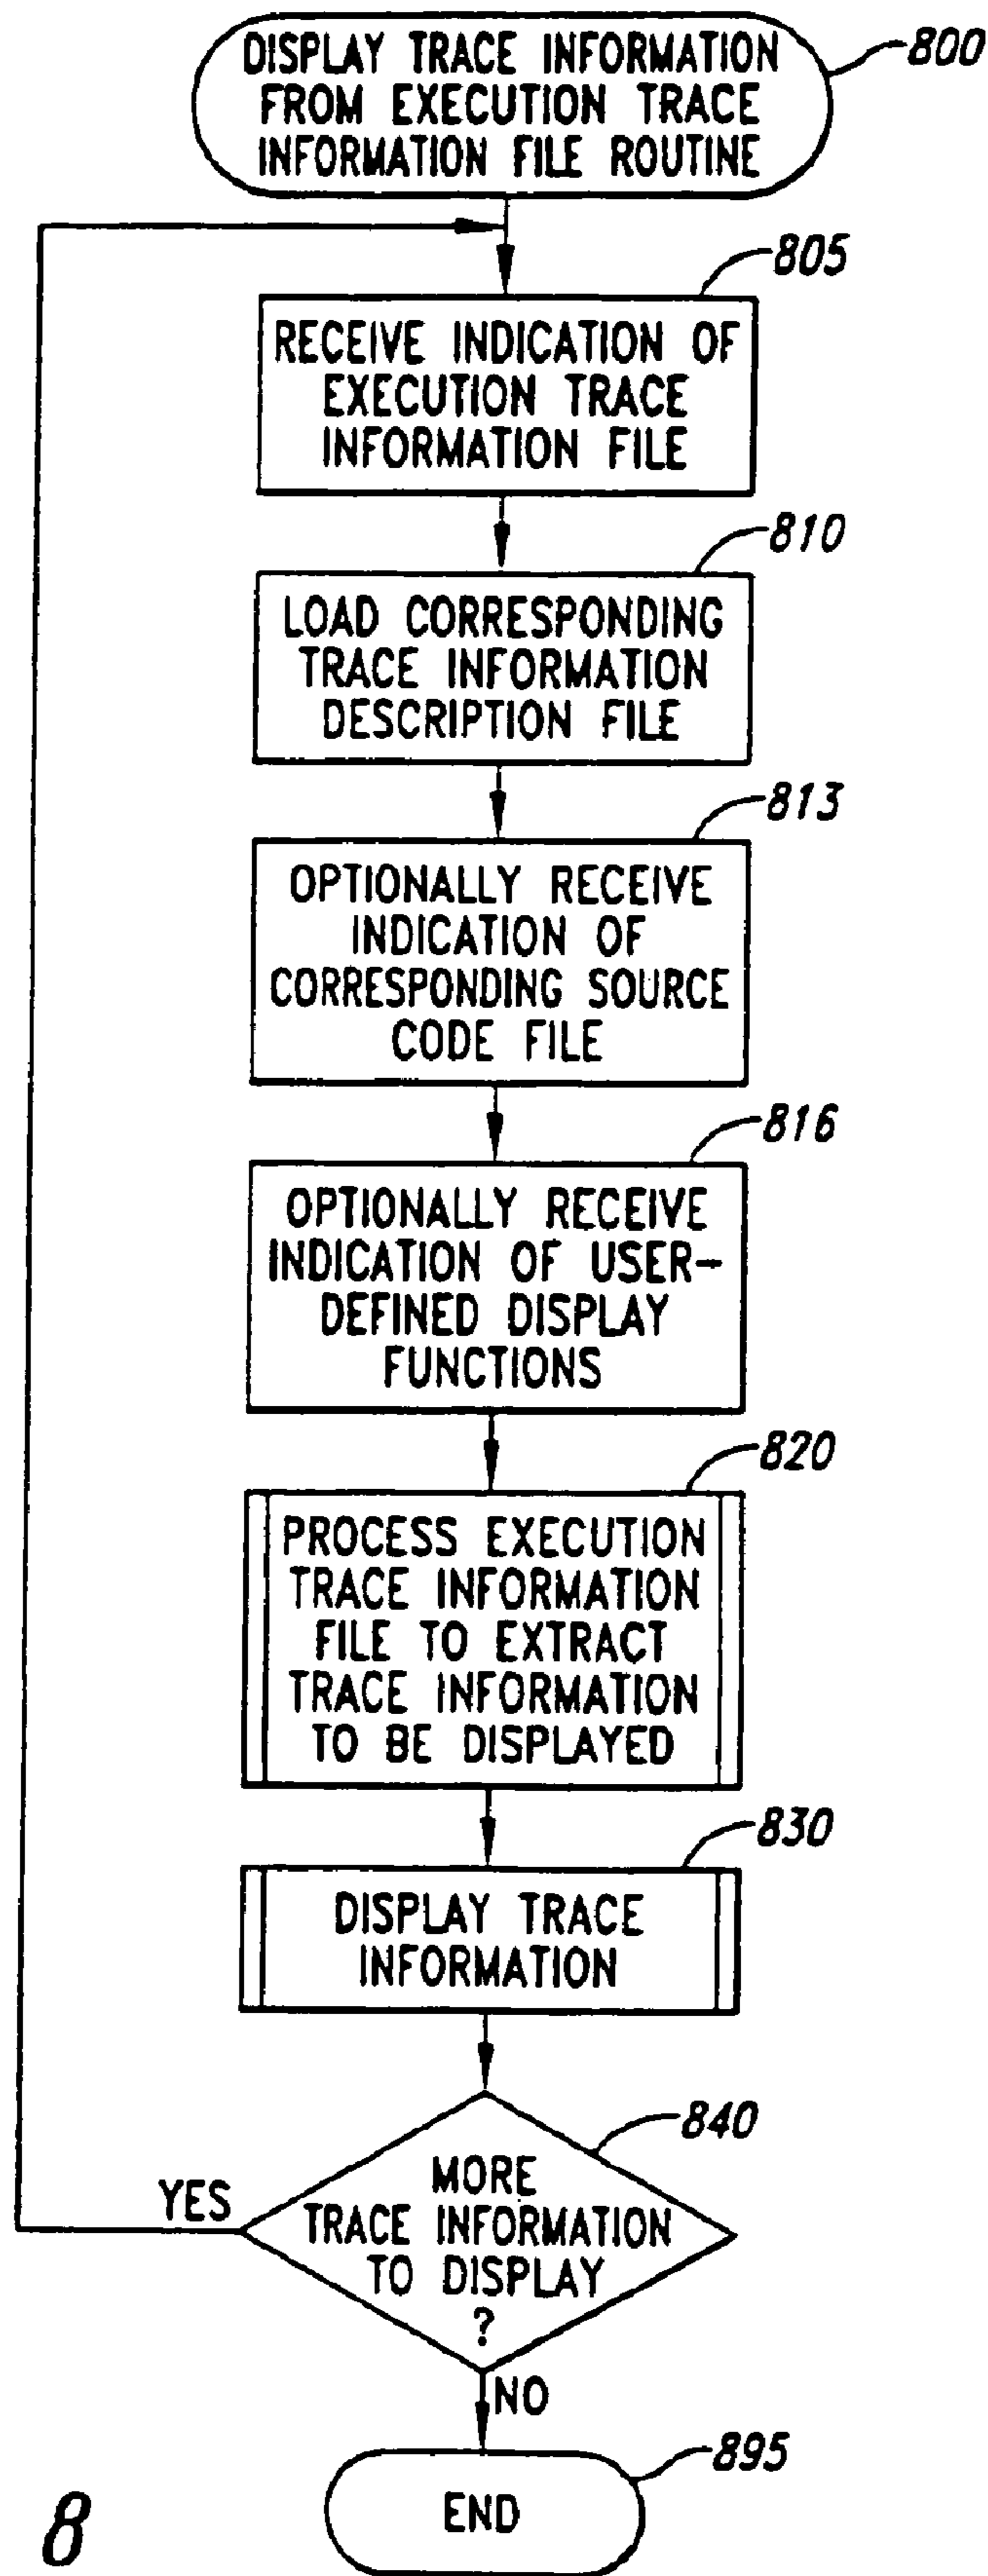 DISPLAY TRACE INFORMATION
FROM EXECUTION TRACE
INFORMATION FILE ROUTINE
800
805
RECEIVE INDICATION OF
EXECUTION TRACE
INFORMATION FILE
810
LOAD CORRESPONDING
TRACE INFORMATION
DESCRIPTION FILE
813
OPTIONALLY RECEIVE
INDICATION OF
CORRESPONDING SOURCE
CODE FILE
816
OPTIONALLY RECEIVE
INDICATION OF USER-
DEFINED DISPLAY
FUNCTIONS
820
PROCESS EXECUTION
TRACE INFORMATION
FILE TO EXTRACT
TRACE INFORMATION
TO BE DISPLAYED
830
DISPLAY TRACE
INFORMATION
840
MORE
TRACE INFORMATION
TO DISPLAY
?
YES
NO
895
END
8